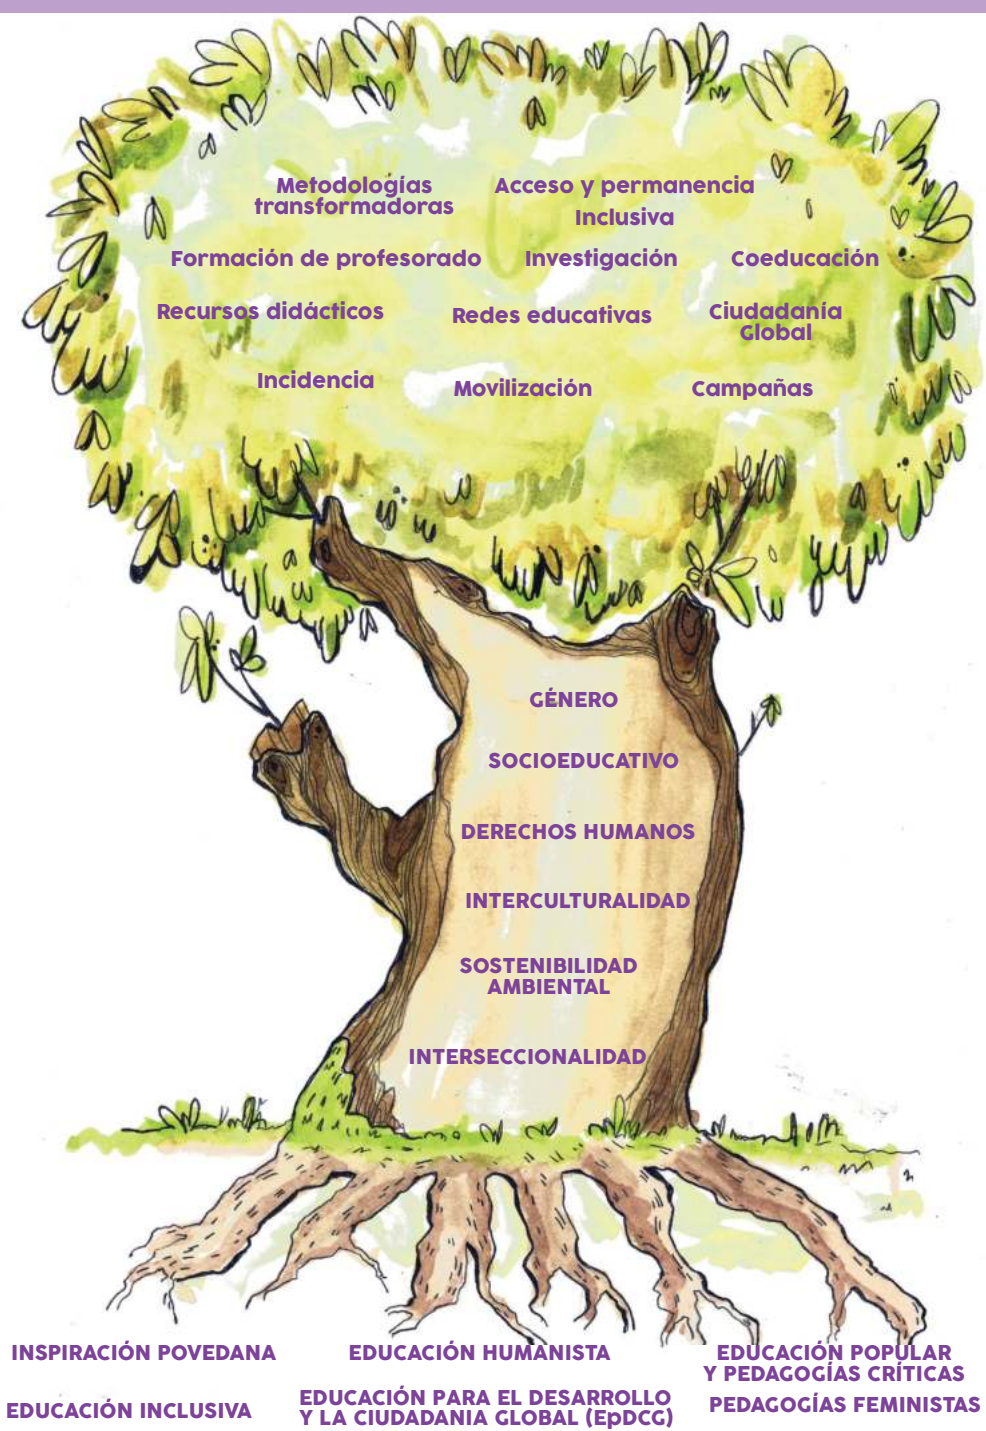 Metodologías
transformadoras
Acceso y permanencia
Inclusiva
Formación de profesorado
Investigación
Coeducación
Recursos didácticos
Redes educativas
Ciudadanía
Global
Incidencia
Movilización
Campañas
GÉNERO
SOCIOEDUCATIVO
DERECHOS HUMANOS
INTERCULTURALIDAD
SOSTENIBILIDAD
AMBIENTAL
INTERSECCIONALIDAD
INSPIRACIÓN POVEDANA
EDUCACIÓN HUMANISTA
EDUCACIÓN POPULAR
Y PEDAGOGÍAS CRÍTICAS
EDUCACIÓN INCLUSIVA
EDUCACIÓN PARA EL DESARROLLO
Y LA CIUDADANIA GLOBAL (EpDCG)
PEDAGOGÍAS FEMINISTAS